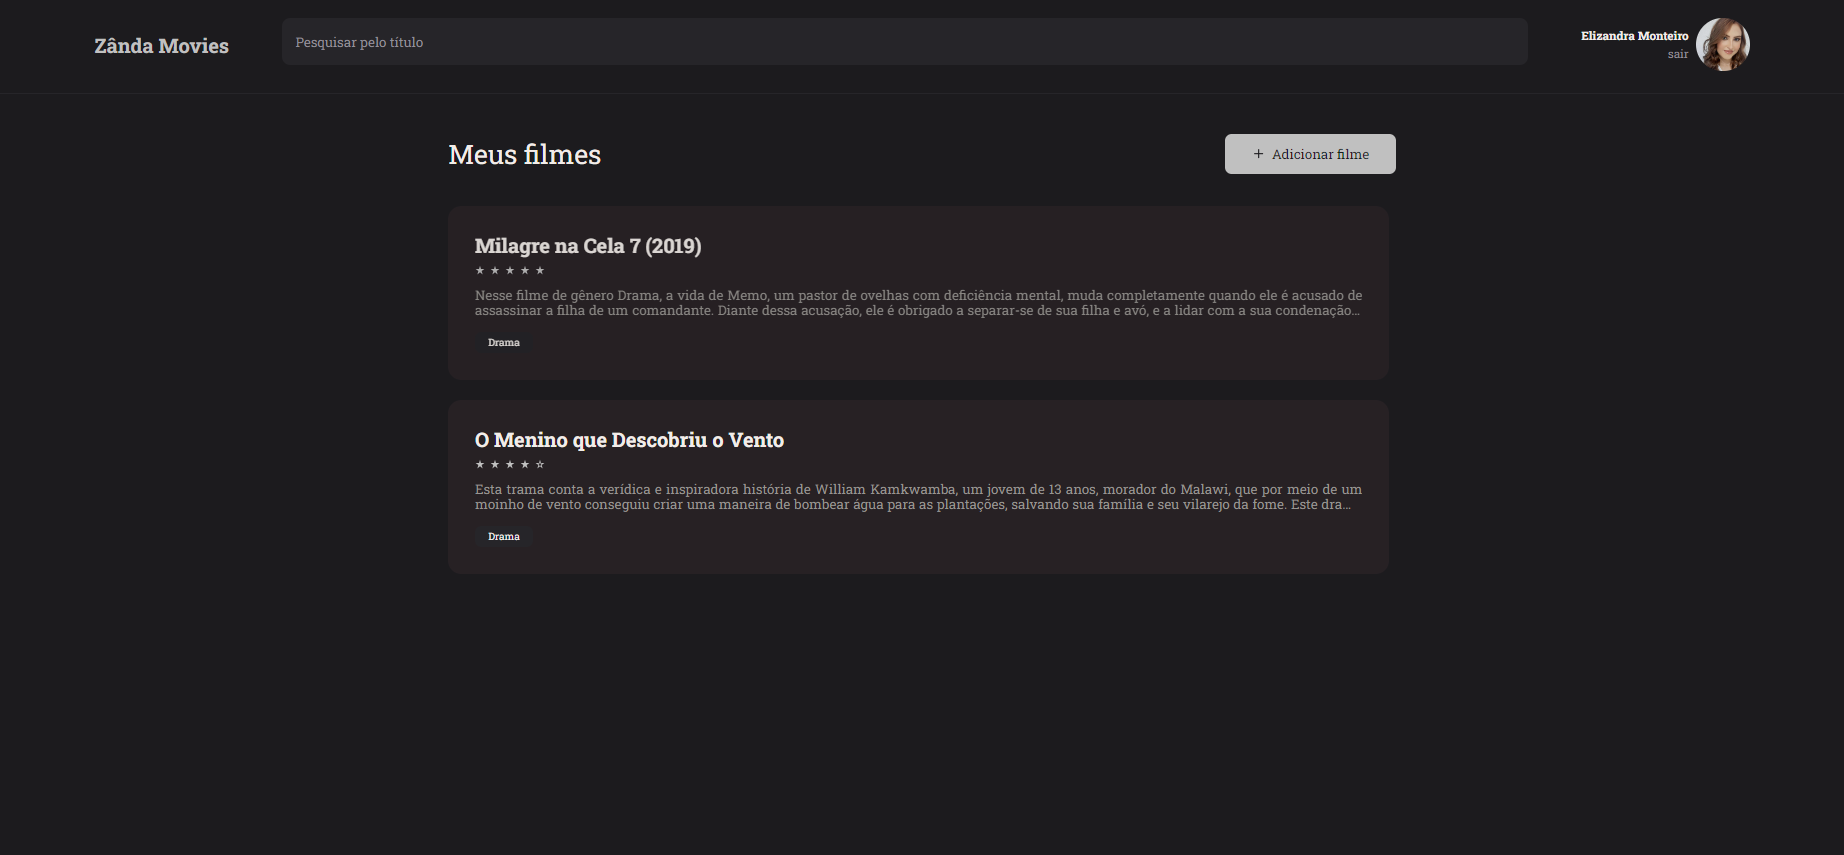 Zânda Movies
Pesquisar pelo título
Elizandra Monteiro
sair
Meus filmes
+ Adicionar filme
Milagre na Cela 7 (2019)
★ ★ ★ ★ ★
Nesse filme de gênero Drama, a vida de Memo, um pastor de ovelhas com deficiência mental, muda completamente quando ele é acusado de
assassinar a filha de um comandante. Diante dessa acusação, ele é obrigado a separar-se de sua filha e avó, e a lidar com a sua condenação...
Drama
O Menino que Descobriu o Vento
★ ★ ★ ★ ☆
Esta trama conta a verídica e inspiradora história de William Kamkwamba, um jovem de 13 anos, morador do Malawi, que por meio de um
moinho de vento conseguiu criar uma maneira de bombear água para as plantações, salvando sua família e seu vilarejo da fome. Este dra...
Drama